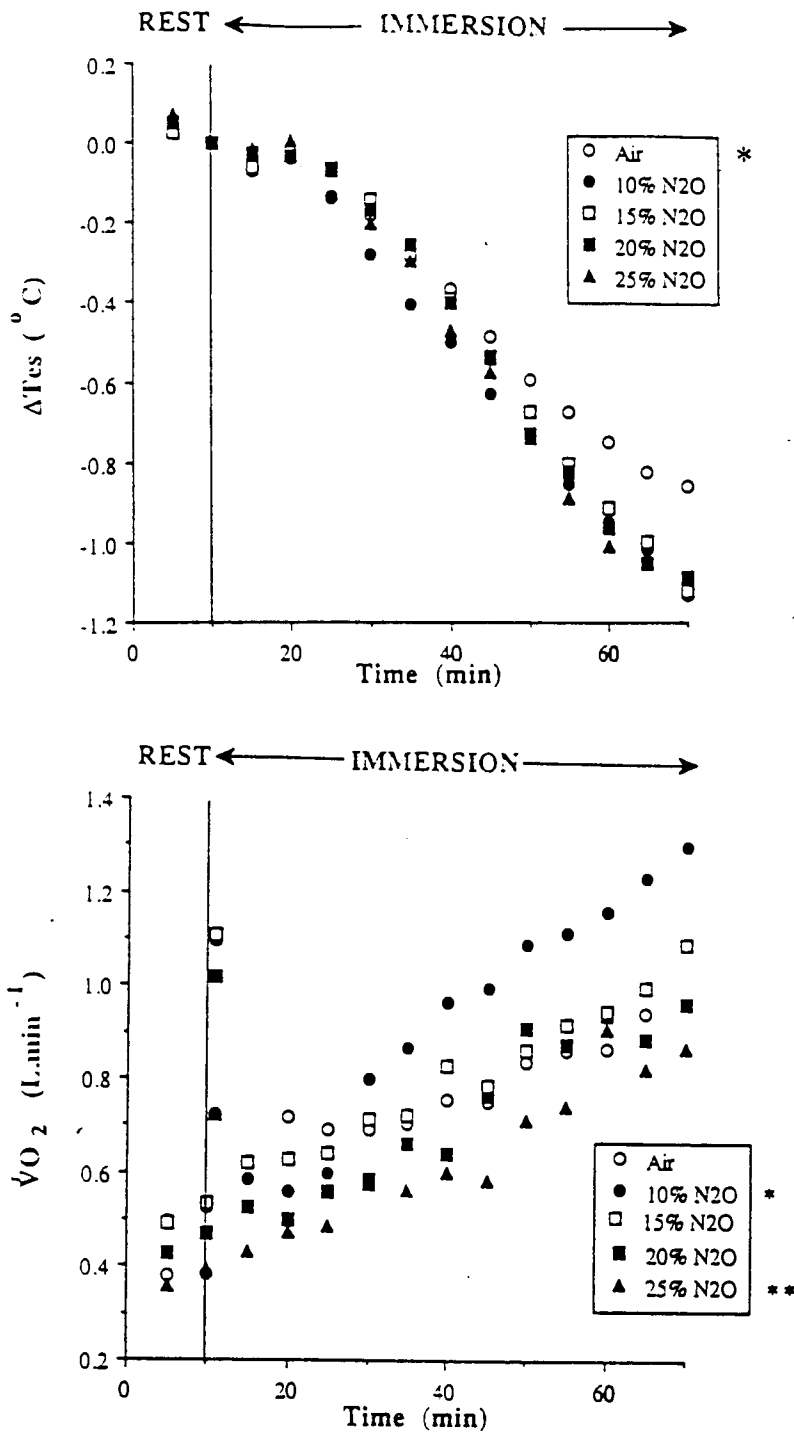 REST IMMERSION
0.2
0.0
-0.2
-0.4
-0.6
-0.8
-1.0
-1.2
ΔTes (°C)
0 20 40 60
Time (min)
Air *
10% N2O
15% N2O
20% N2O
25% N2O
REST IMMERSION
1.4
1.2
1.0
0.8
0.6
0.4
0.2
V̇O2 (L.min-1)
0 20 40 60
Time (min)
Air
10% N2O *
15% N2O
20% N2O
25% N2O **